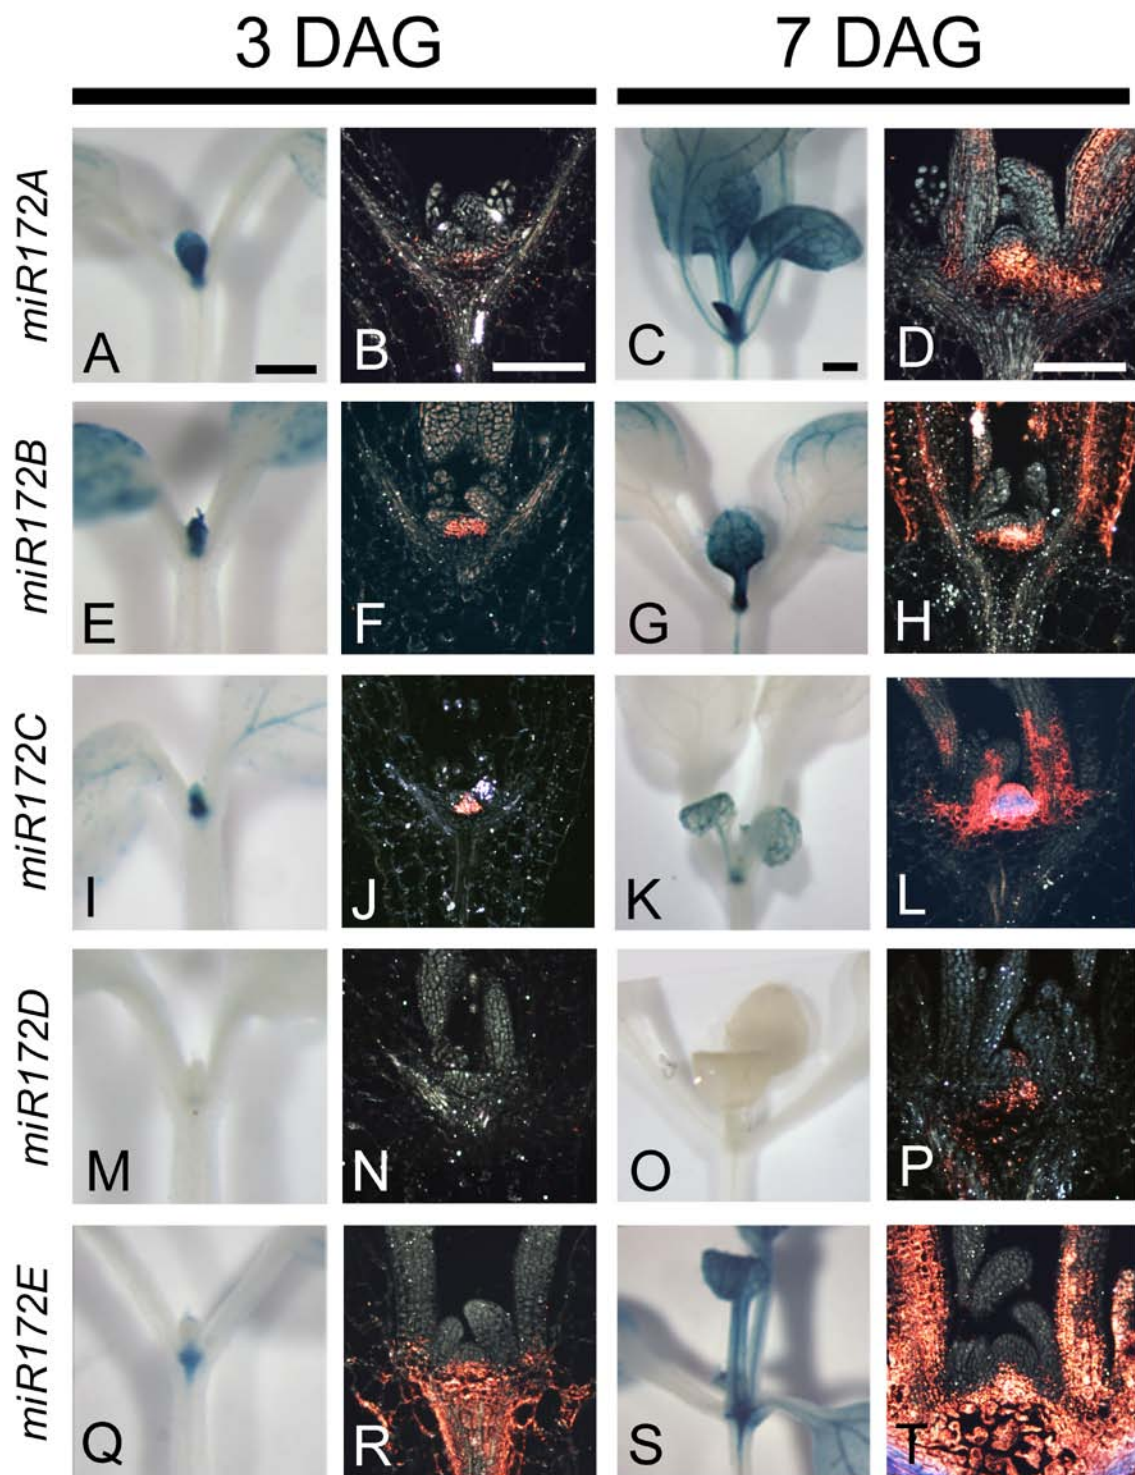 3 DAG 7 DAG
miR172A
A B C D
miR172B
E F G H
miR172C
I J K L
miR172D
M N O P
miR172E
Q R S T